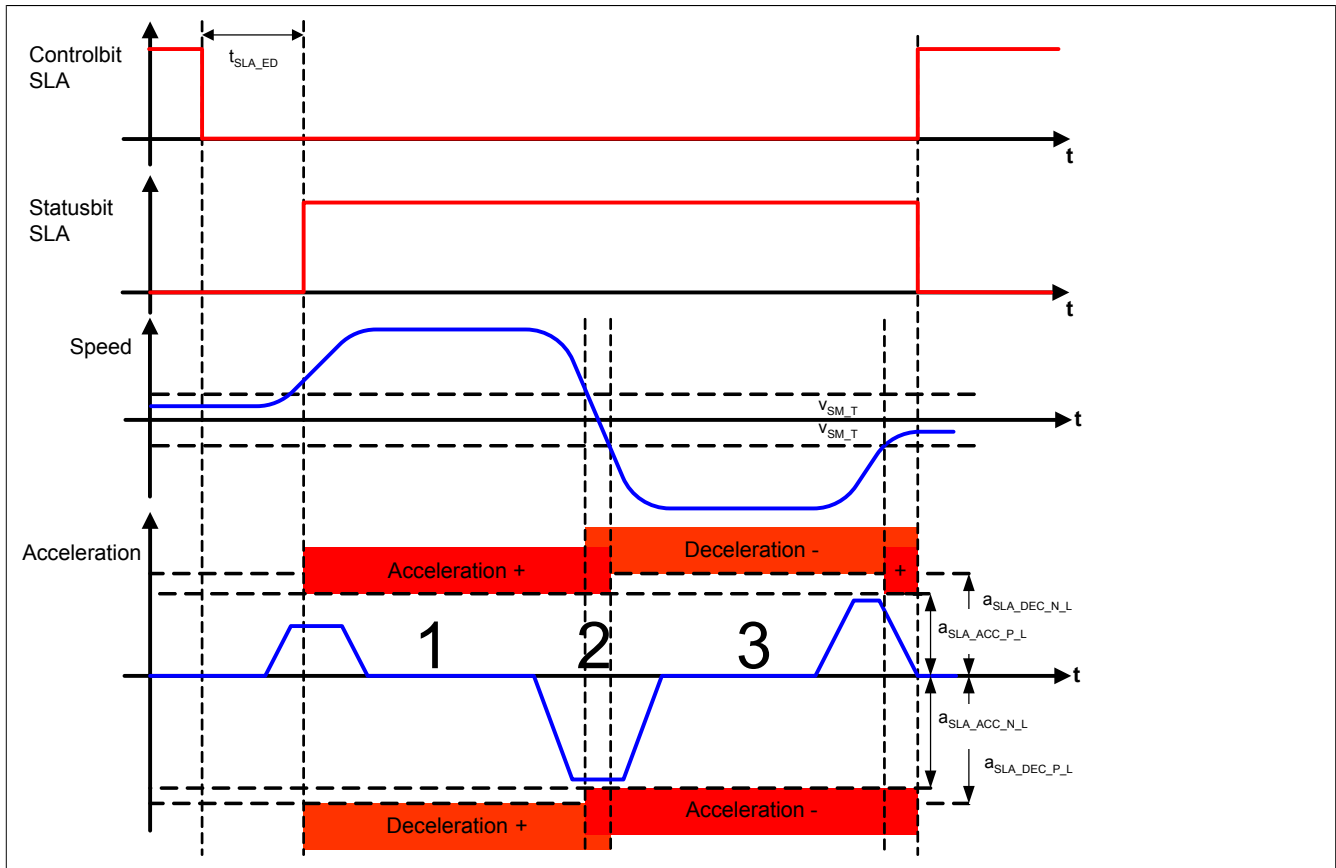 Controlbit
SLA
tSLA_ED
t
Statusbit
SLA
t
Speed
vSM_T
t
vSM_T
Acceleration
Deceleration -
Acceleration +
+
aSLA_DEC_N_L
aSLA_ACC_P_L
1
2
3
t
aSLA_ACC_N_L
aSLA_DEC_P_L
Acceleration -
Deceleration +